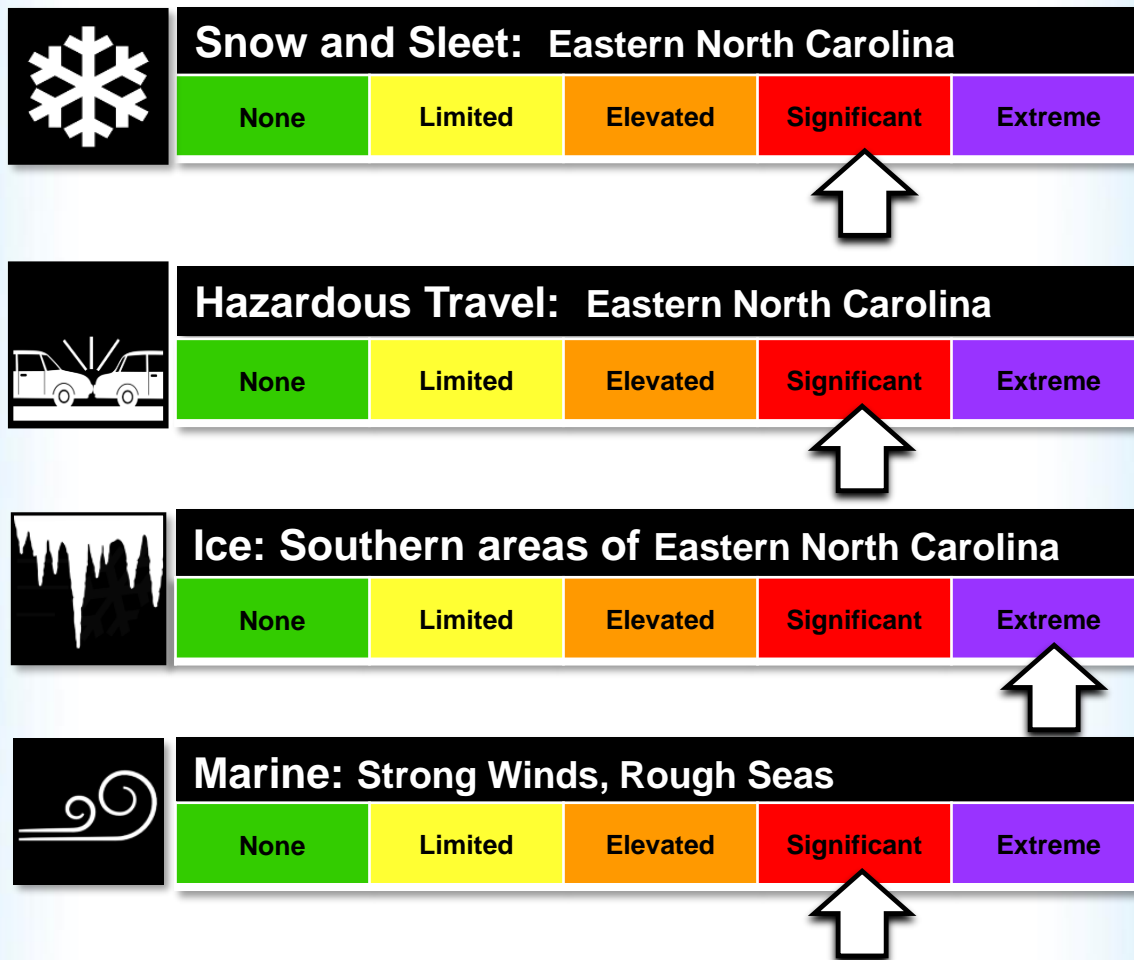 Snow and Sleet: Eastern North Carolina
None Limited Elevated Significant Extreme
Hazardous Travel: Eastern North Carolina
None Limited Elevated Significant Extreme
Ice: Southern areas of Eastern North Carolina
None Limited Elevated Significant Extreme
Marine: Strong Winds, Rough Seas
None Limited Elevated Significant Extreme